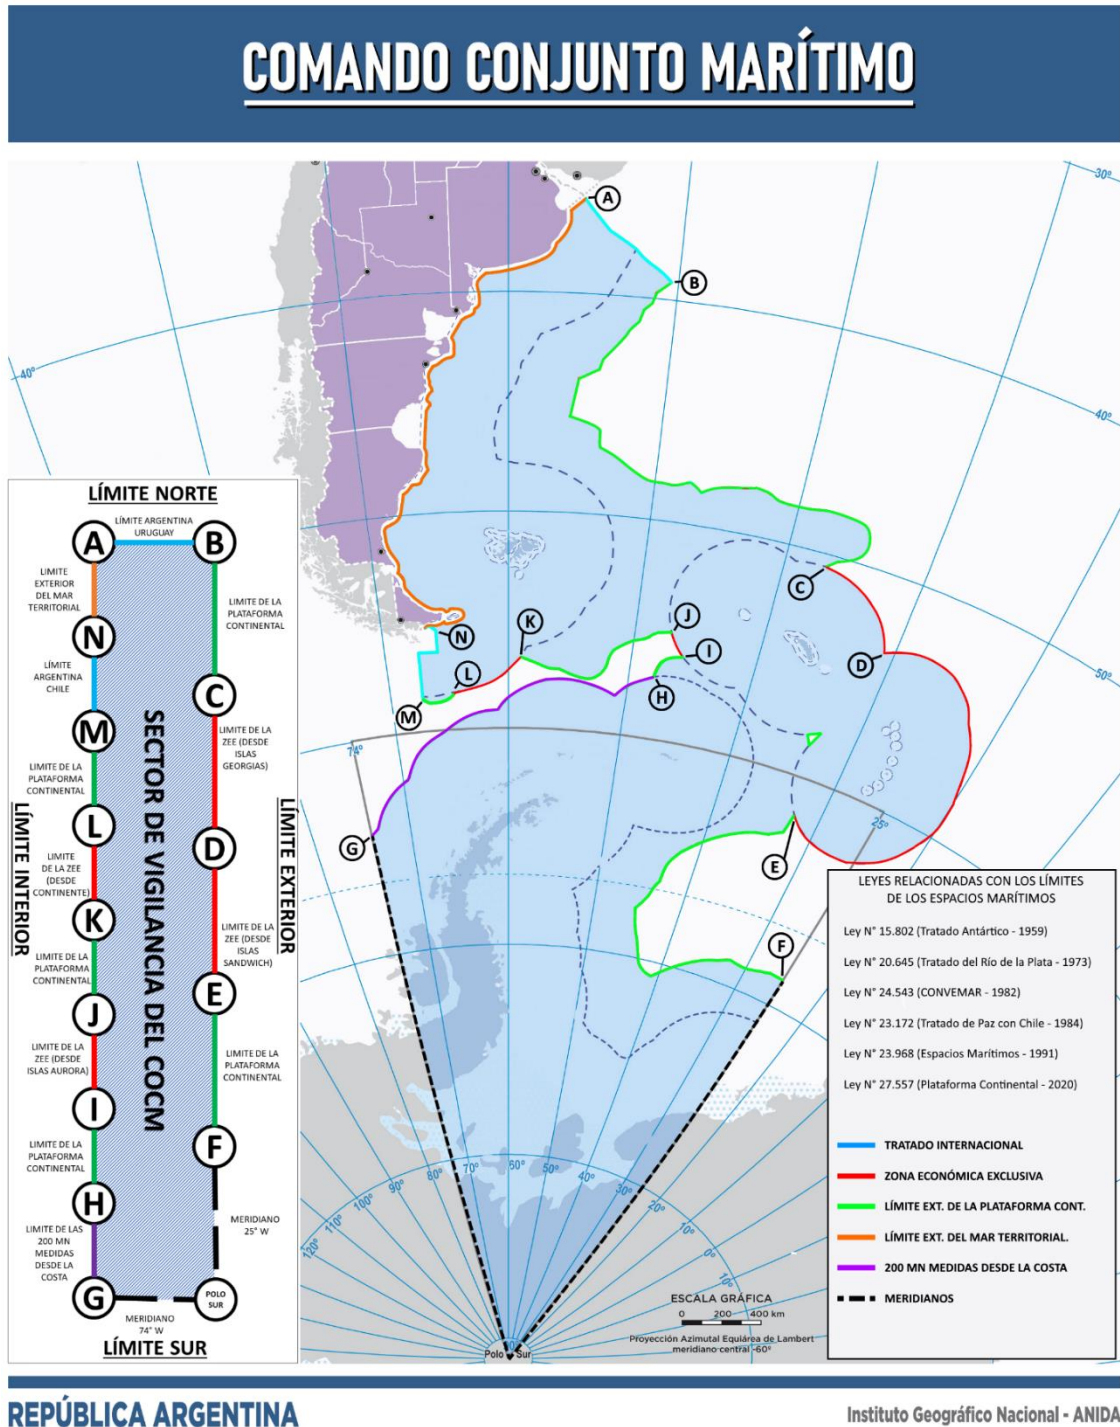 COMANDO CONJUNTO MARÍTIMO
30°
A
B
40°
40°
C
J
K
N
I
D
50°
L
H
M
74°
G
25°
E
F
LÍMITE NORTE
A
LÍMITE ARGENTINA
URUGUAY
B
LIMITE
EXTERIOR
DEL MAR
TERRITORIAL
LIMITE DE LA
PLATAFORMA
CONTINENTAL
N
LÍMITE
ARGENTINA
CHILE
C
M
LIMITE DE LA
ZEE (DESDE
ISLAS
GEORGIAS)
LIMITE DE LA
PLATAFORMA
CONTINENTAL
LÍMITE INTERIOR
SECTOR DE VIGILANCIA DEL COCM
LÍMITE EXTERIOR
L
D
LIMITE
DE LA ZEE
(DESDE
CONTINENTE)
K
LIMITE DE LA
ZEE (DESDE
ISLAS
SANDWICH)
LIMITE DE LA
PLATAFORMA
CONTINENTAL
E
J
LIMITE DE LA
ZEE (DESDE
ISLAS AURORA)
LIMITE DE LA
PLATAFORMA
CONTINENTAL
I
F
LIMITE DE LA
PLATAFORMA
CONTINENTAL
H
MERIDIANO
25° W
LIMITE DE LAS
200 MN
MEDIDAS
DESDE LA
COSTA
G
POLO
SUR
MERIDIANO
74° W
LÍMITE SUR
LEYES RELACIONADAS CON LOS LÍMITES
DE LOS ESPACIOS MARÍTIMOS
Ley N° 15.802 (Tratado Antártico - 1959)
Ley N° 20.645 (Tratado del Río de la Plata - 1973)
Ley N° 24.543 (CONVEMAR - 1982)
Ley N° 23.172 (Tratado de Paz con Chile - 1984)
Ley N° 23.968 (Espacios Marítimos - 1991)
Ley N° 27.557 (Plataforma Continental - 2020)
TRATADO INTERNACIONAL
ZONA ECONÓMICA EXCLUSIVA
LÍMITE EXT. DE LA PLATAFORMA CONT.
LÍMITE EXT. DEL MAR TERRITORIAL.
200 MN MEDIDAS DESDE LA COSTA
MERIDIANOS
120° 110° 100° 90° 80° 70° 60° 50° 40° 30° 20° 10° 0° 10°
ESCALA GRÁFICA
0 200 400 km
Proyección Azimutal Equiárea de Lambert
meridiano central -60°
Polo Sur
REPÚBLICA ARGENTINA
Instituto Geográfico Nacional - ANIDA